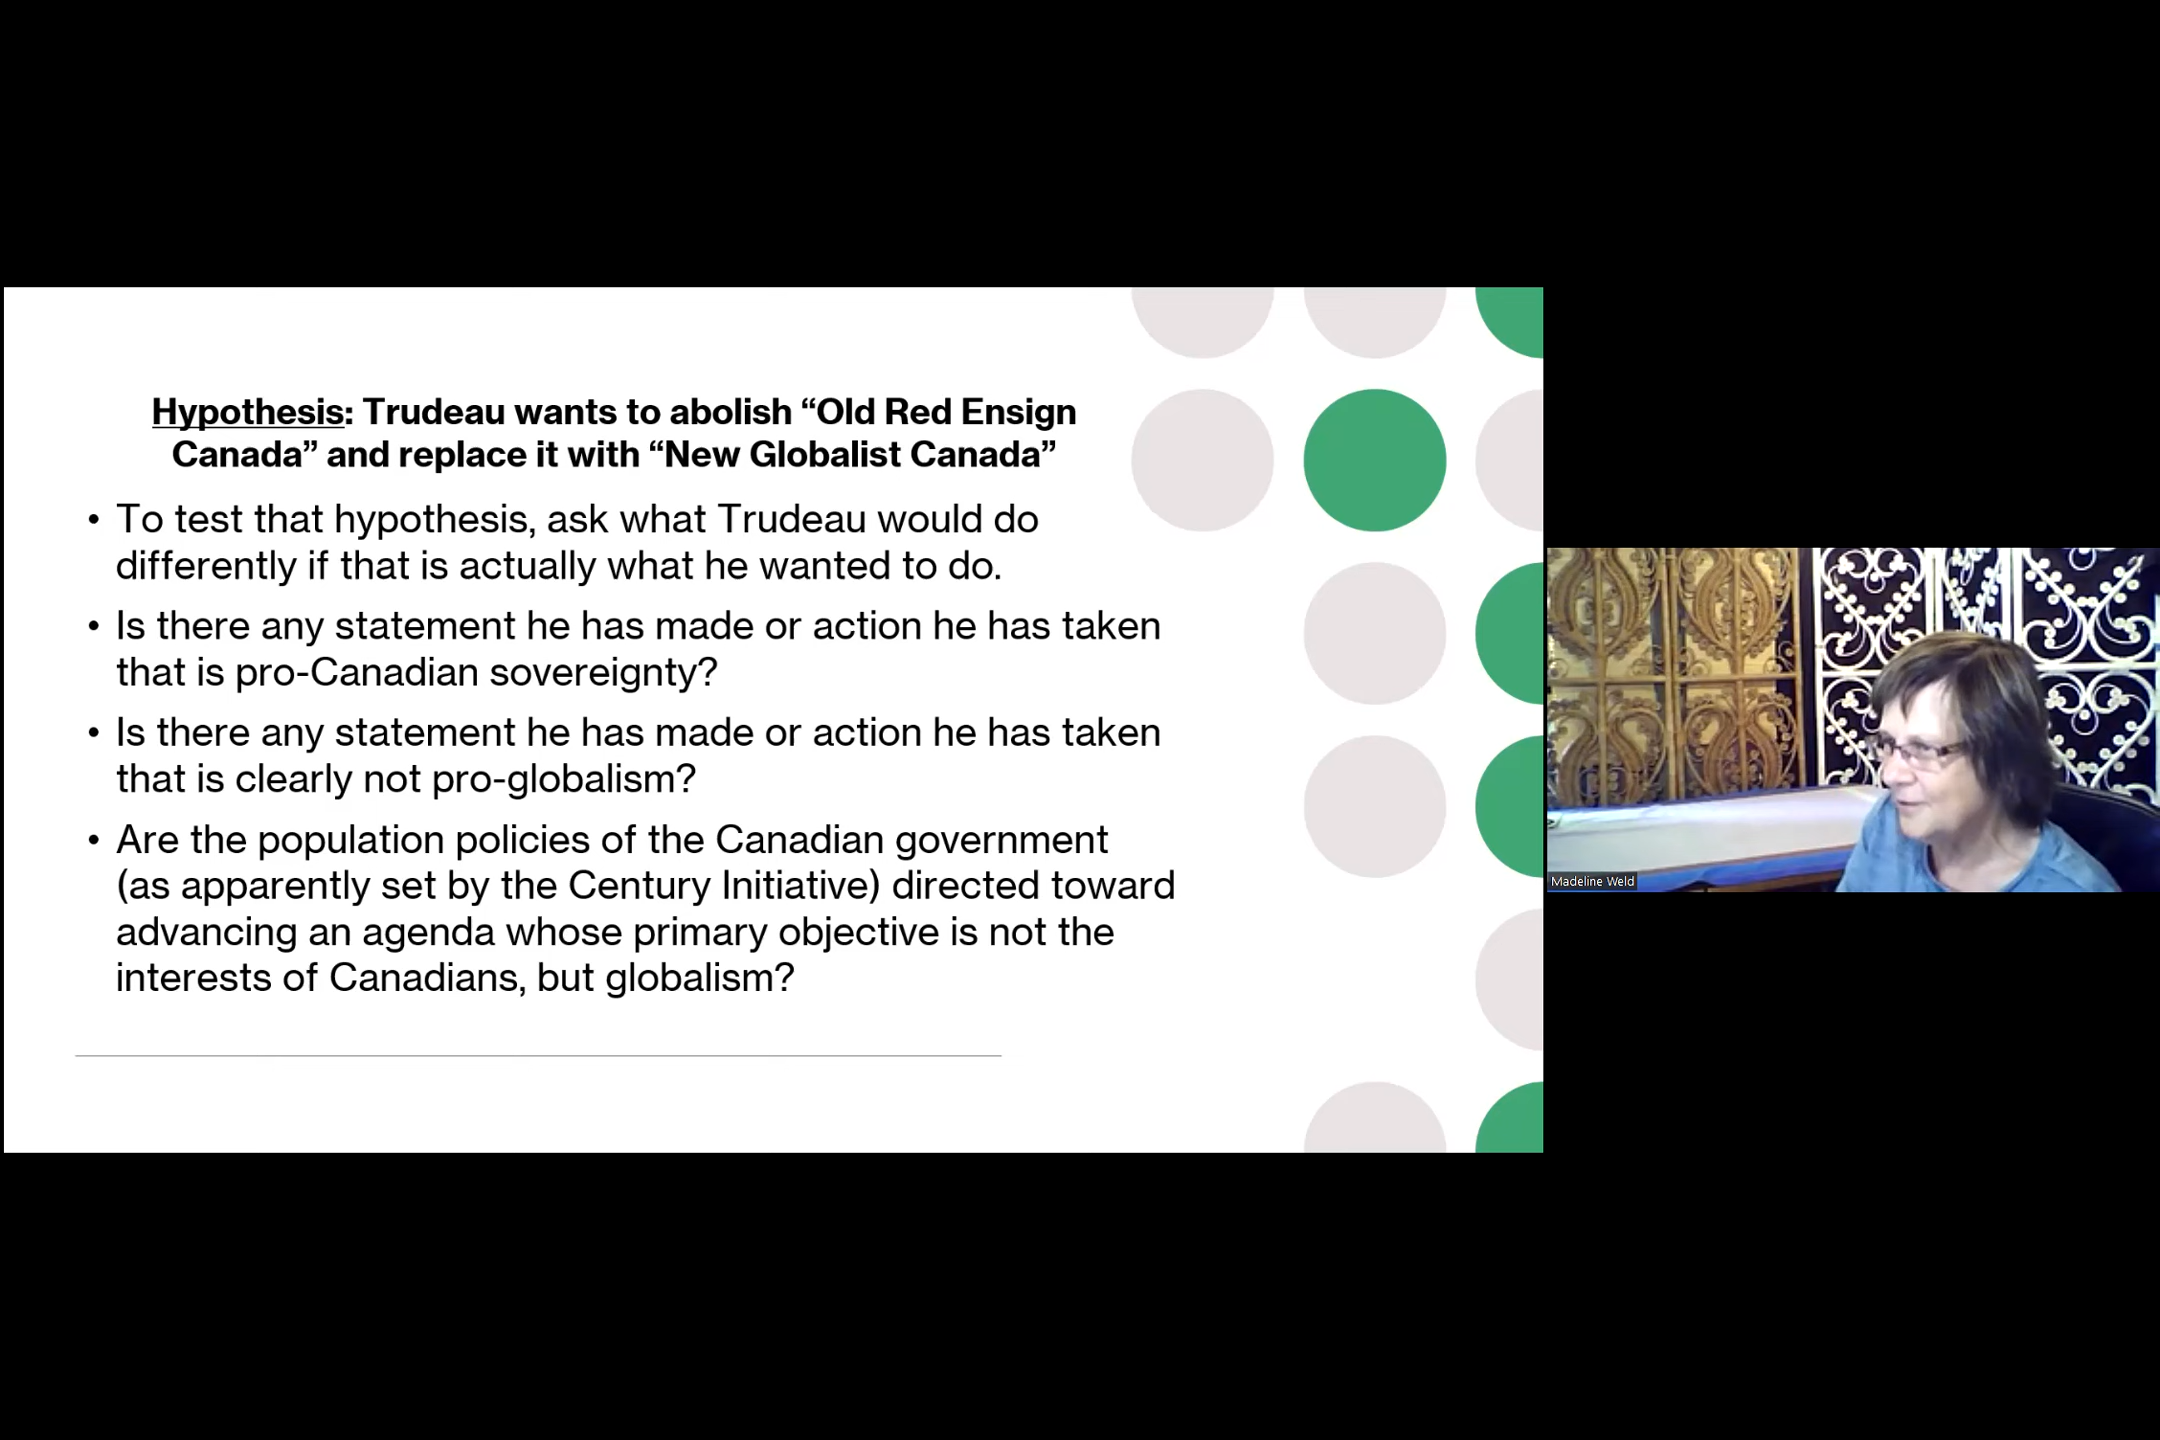 Hypothesis: Trudeau wants to abolish “Old Red Ensign
Canada” and replace it with “New Globalist Canada”
• To test that hypothesis, ask what Trudeau would do
differently if that is actually what he wanted to do.
• Is there any statement he has made or action he has taken
that is pro-Canadian sovereignty?
• Is there any statement he has made or action he has taken
that is clearly not pro-globalism?
• Are the population policies of the Canadian government
(as apparently set by the Century Initiative) directed toward
advancing an agenda whose primary objective is not the
interests of Canadians, but globalism?
Madeline Weld